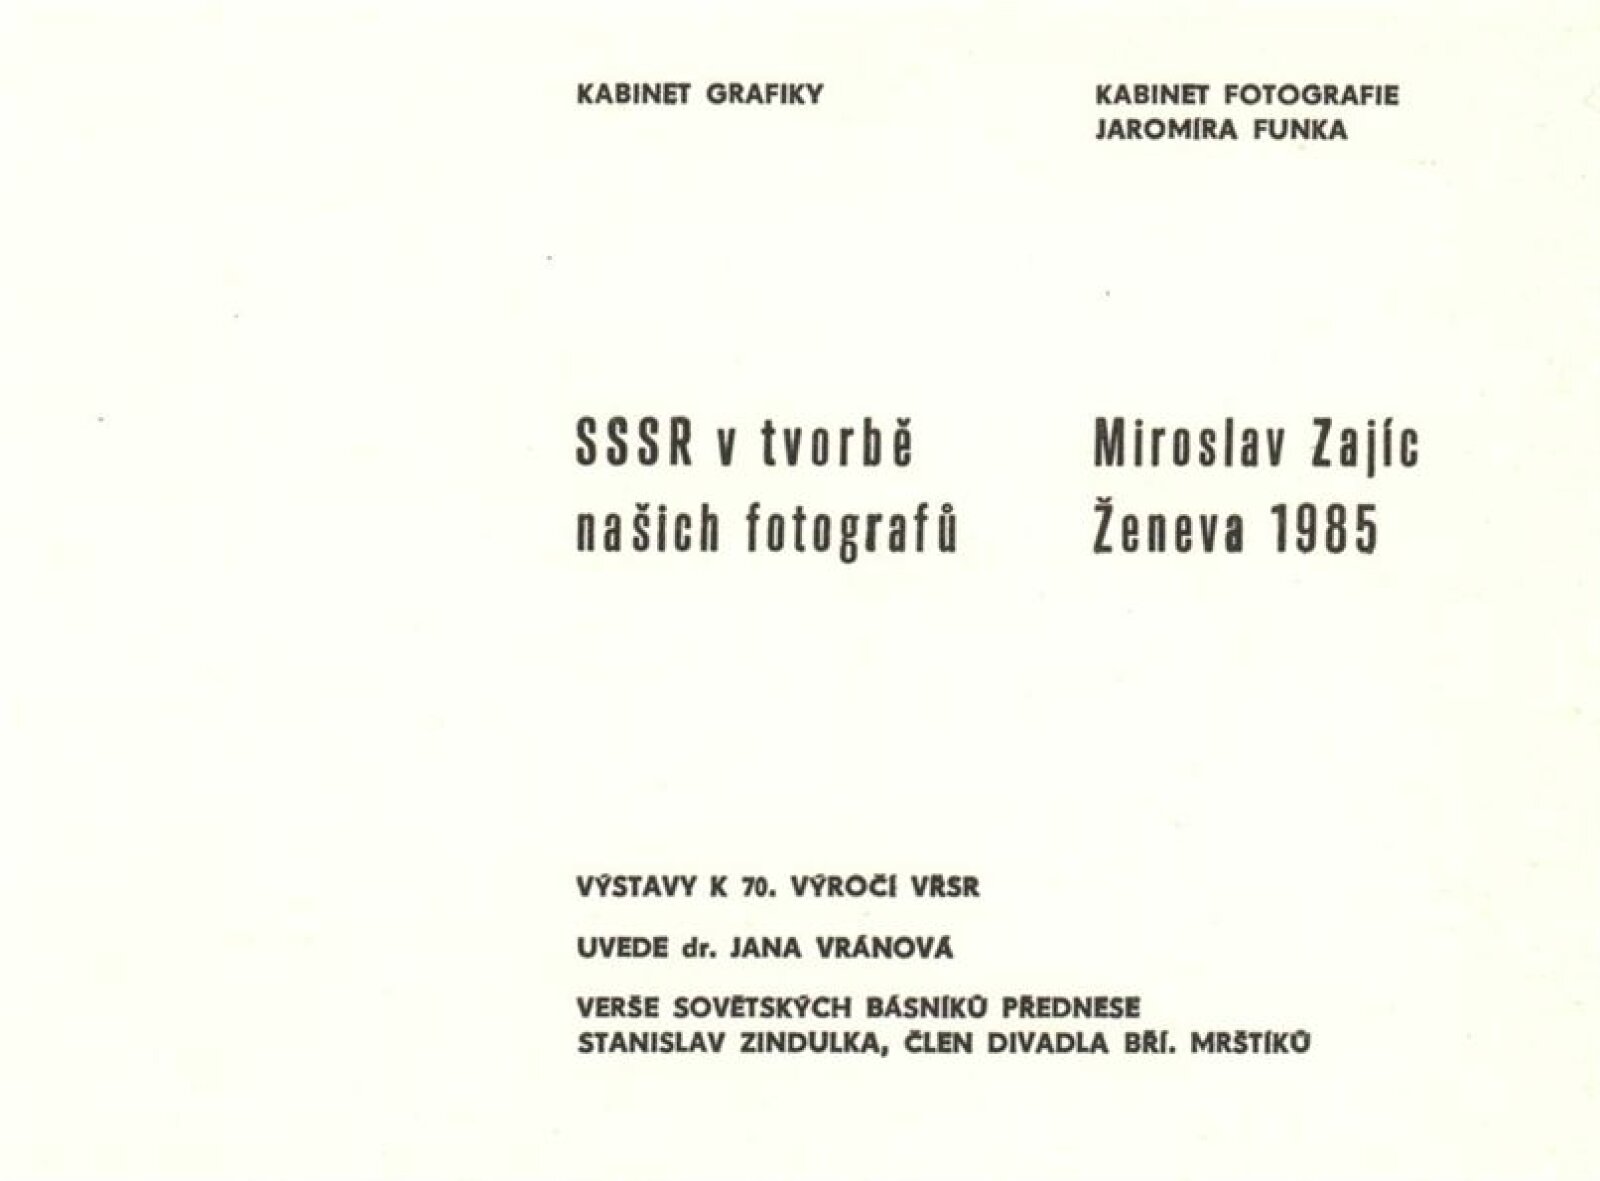 KABINET GRAFIKY
KABINET FOTOGRAFIE
JAROMÍRA FUNKA
SSSR v tvorbě
našich fotografů
Miroslav Zajíc
Ženeva 1985
VÝSTAVY K 70. VÝROČÍ VŘSR
UVEDE dr. JANA VRÁNOVÁ
VERŠE SOVĚTSKÝCH BÁSNÍKŮ PŘEDNESE
STANISLAV ZINDULKA, ČLEN DIVADLA BŘÍ. MRŠTÍKŮ